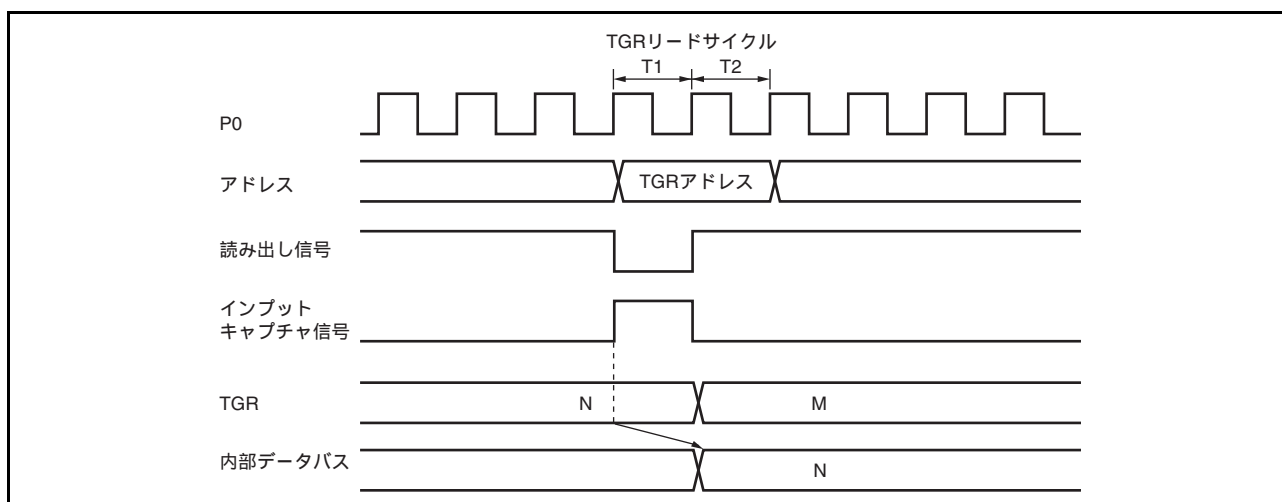 TGRリードサイクル
T1 T2
P0
アドレス TGRアドレス
読み出し信号
インプット
キャプチャ信号
TGR N M
内部データバス N